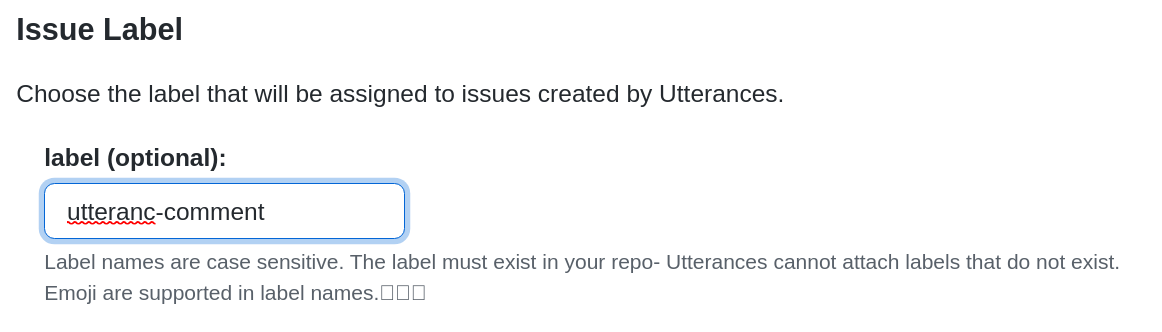 Issue Label
Choose the label that will be assigned to issues created by Utterances.
label (optional):
utteranc-comment
Label names are case sensitive. The label must exist in your repo- Utterances cannot attach labels that do not exist.
Emoji are supported in label names.